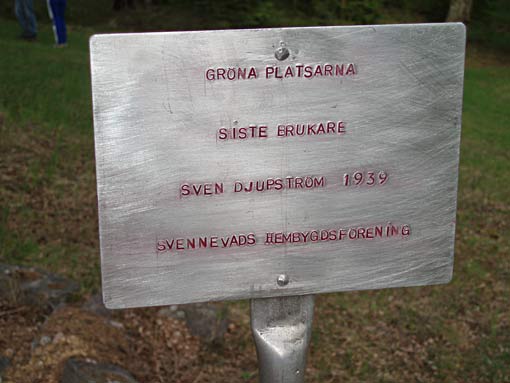 GRÖNA PLATSARNA
SISTE BRUKARE
SVEN DJUPSTRÖM 1939
SVENNEVADS HEMBYGDSFÖRENING